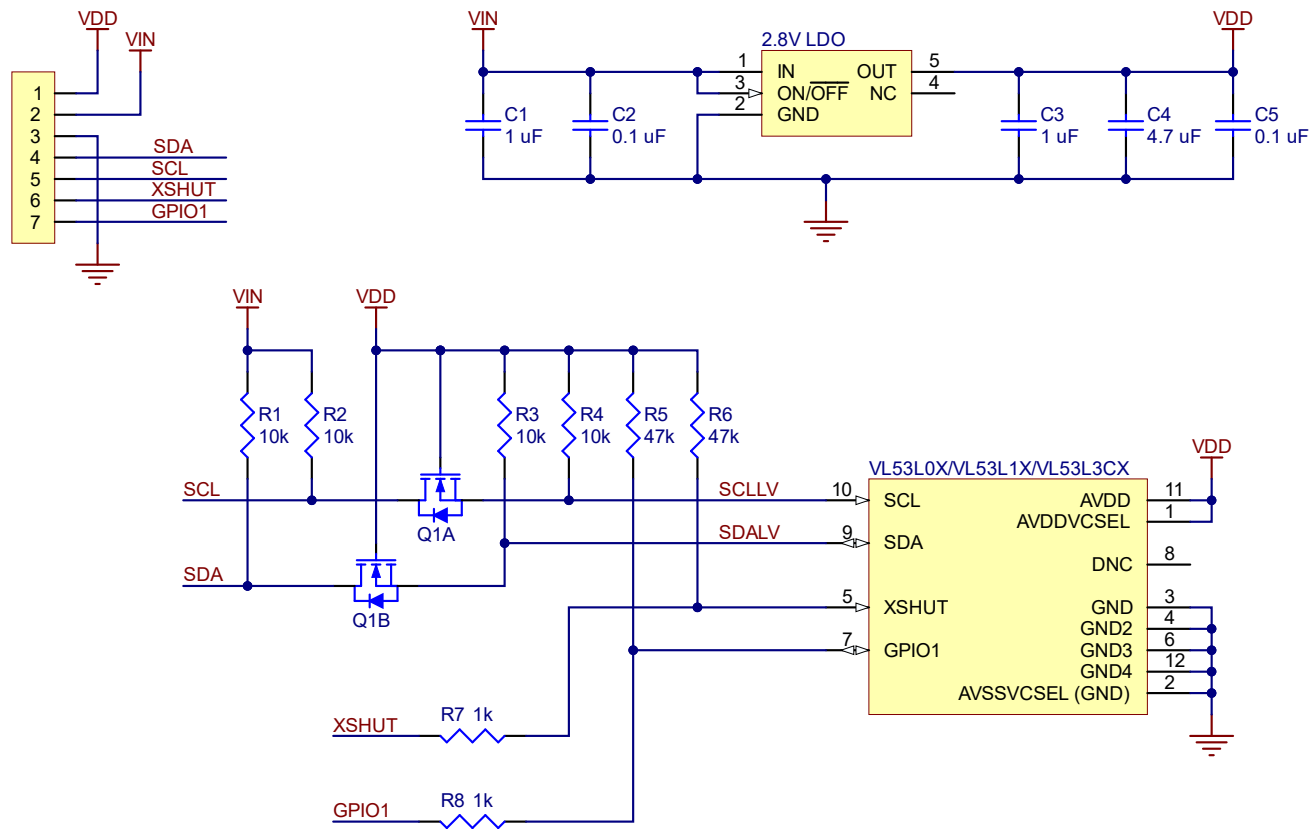 VDD
VIN
1
2
3
4
5
6
7
SDA
SCL
XSHUT
GPIO1
VIN
VDD
2.8V LDO
1
3
2
IN
ON/OFF
GND
OUT
NC
5
4
C1
1 uF
C2
0.1 uF
C3
1 uF
C4
4.7 uF
C5
0.1 uF
VIN
VDD
R1
10k
R2
10k
R3
10k
R4
10k
R5
47k
R6
47k
SCL
Q1A
SDA
Q1B
SCLLV
SDALV
XSHUT
R7 1k
GPIO1
R8 1k
VL53L0X/VL53L1X/VL53L3CX
VDD
10
SCL
9
SDA
5
XSHUT
7
GPIO1
AVDD
11
AVDDVCSEL
1
DNC
8
GND
3
GND2
4
GND3
6
GND4
12
AVSSVCSEL (GND)
2